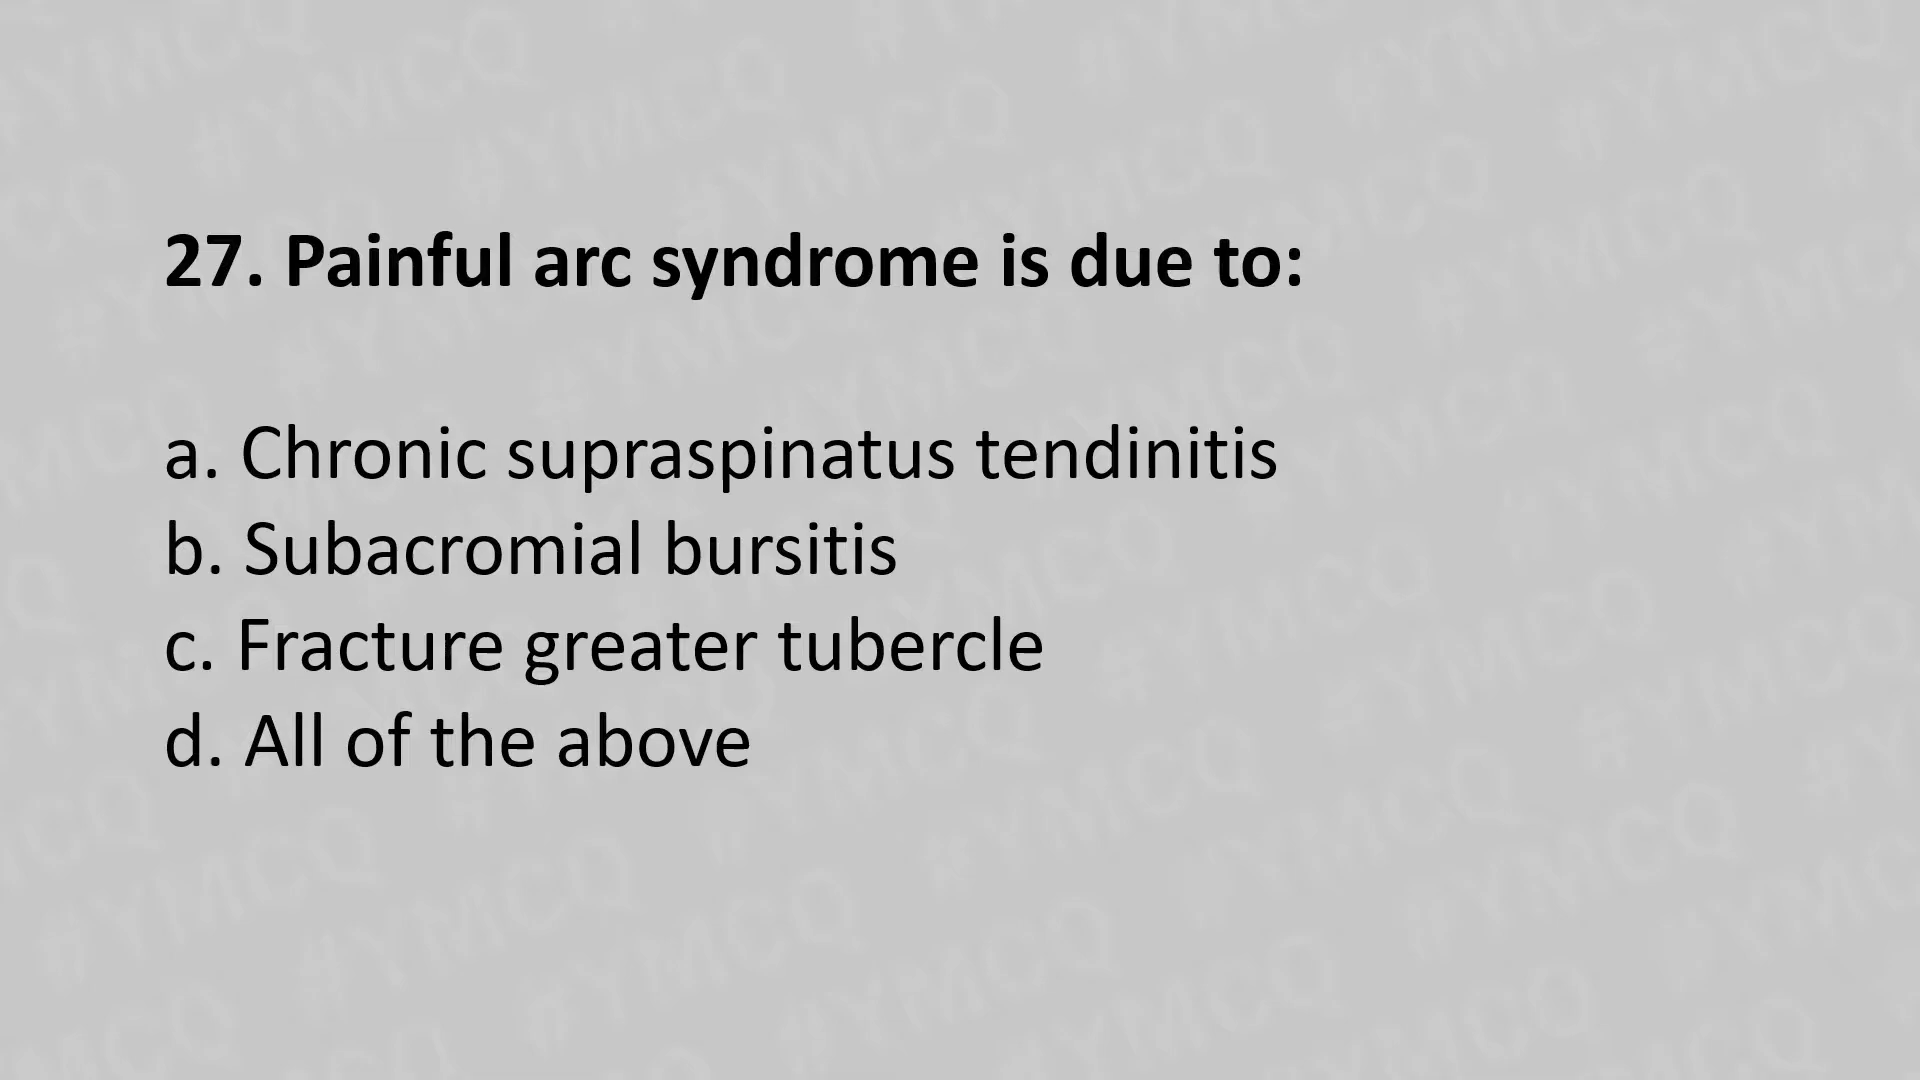 27. Painful arc syndrome is due to:
a. Chronic supraspinatus tendinitis
b. Subacromial bursitis
c. Fracture greater tubercle
d. All of the above